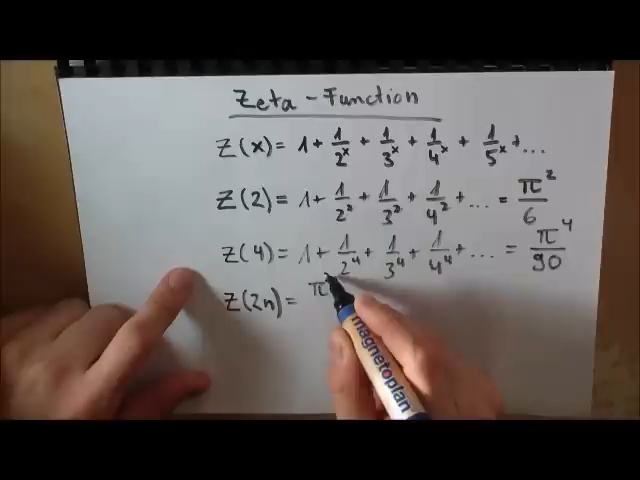 Zeta - Function
Z(x) = 1 + 1/2^x + 1/3^x + 1/4^x + 1/5^x + ...
Z(2) = 1 + 1/2^2 + 1/3^2 + 1/4^2 + ... = π^2/6
Z(4) = 1 + 1/2^4 + 1/3^4 + 1/4^4 + ... = π^4/90
Z(2n) = π
magnetoplan